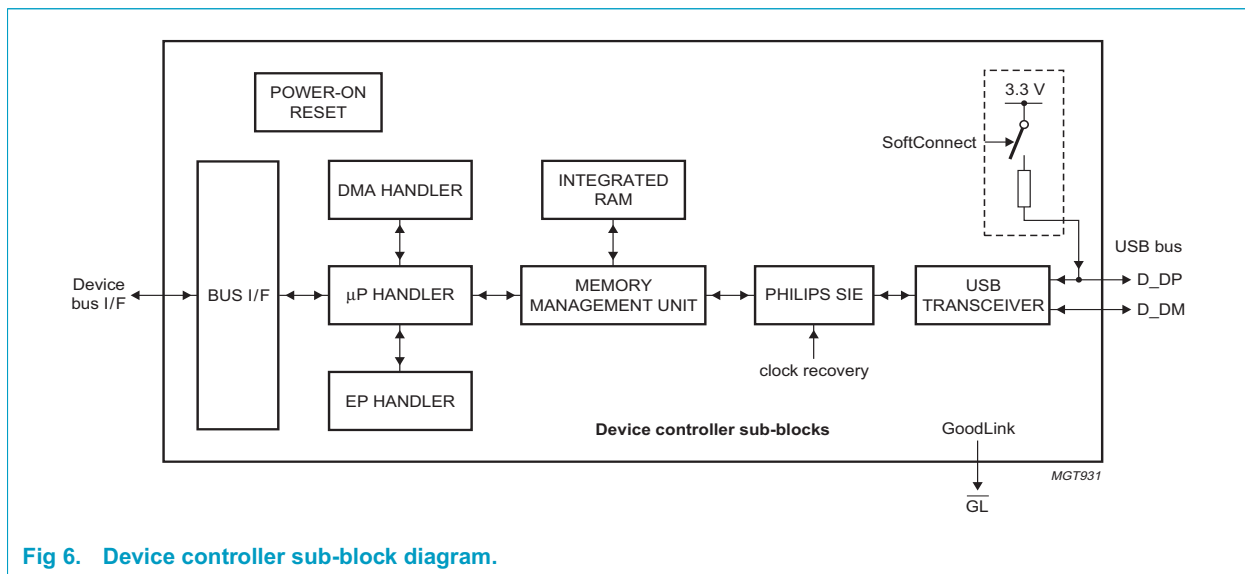 POWER-ON
RESET
3.3 V
SoftConnect
DMA HANDLER
INTEGRATED
RAM
USB bus
Device
bus I/F
BUS I/F
μP HANDLER
MEMORY
MANAGEMENT UNIT
PHILIPS SIE
USB
TRANSCEIVER
D_DP
D_DM
clock recovery
EP HANDLER
Device controller sub-blocks
GoodLink
MGT931
GL
Fig 6. Device controller sub-block diagram.